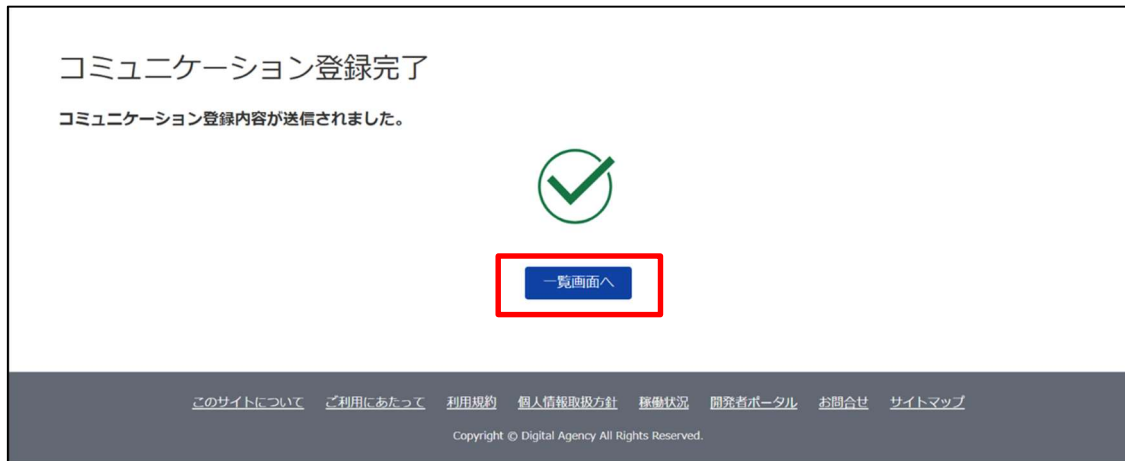 コミュニケーション登録完了
コミュニケーション登録内容が送信されました。
一覧画面へ
このサイトについて ご利用にあたって 利用規約 個人情報取扱方針 稼働状況 開発者ポータル お問合せ サイトマップ
Copyright © Digital Agency All Rights Reserved.